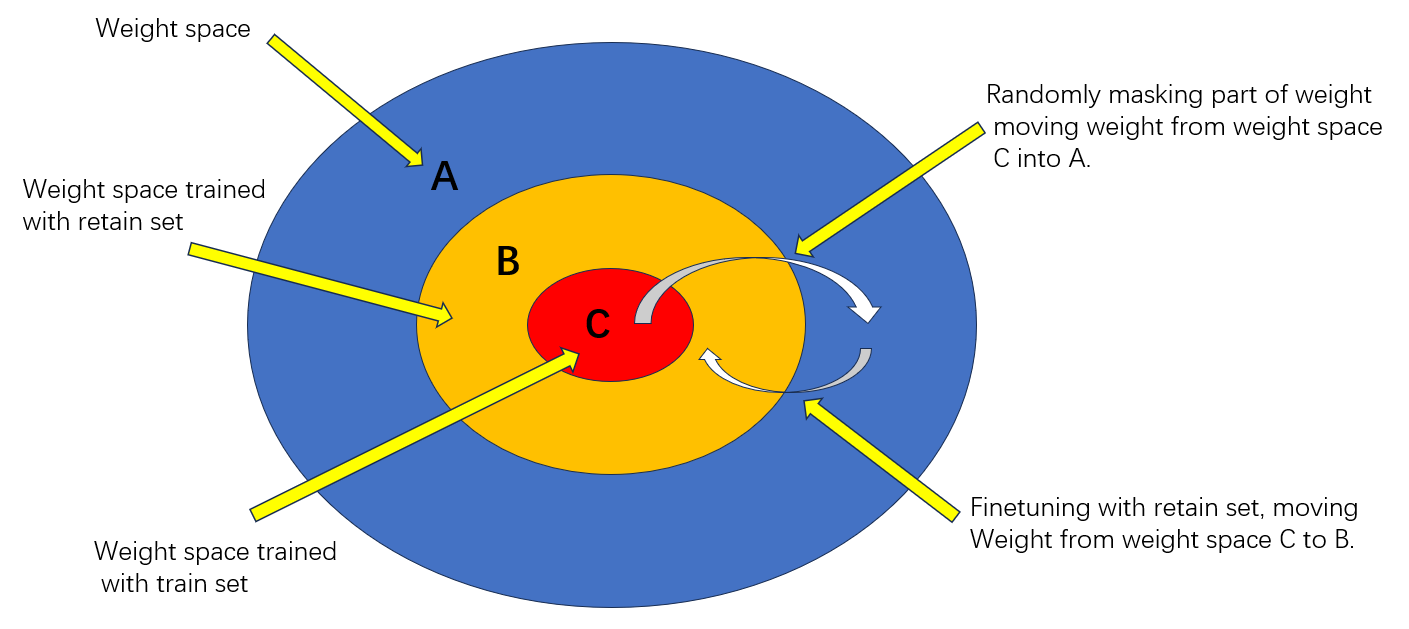 Weight space
Randomly masking part of weight
moving weight from weight space
C into A.
A
Weight space trained
with retain set
B
C
Weight space trained
with train set
Finetuning with retain set, moving
Weight from weight space C to B.